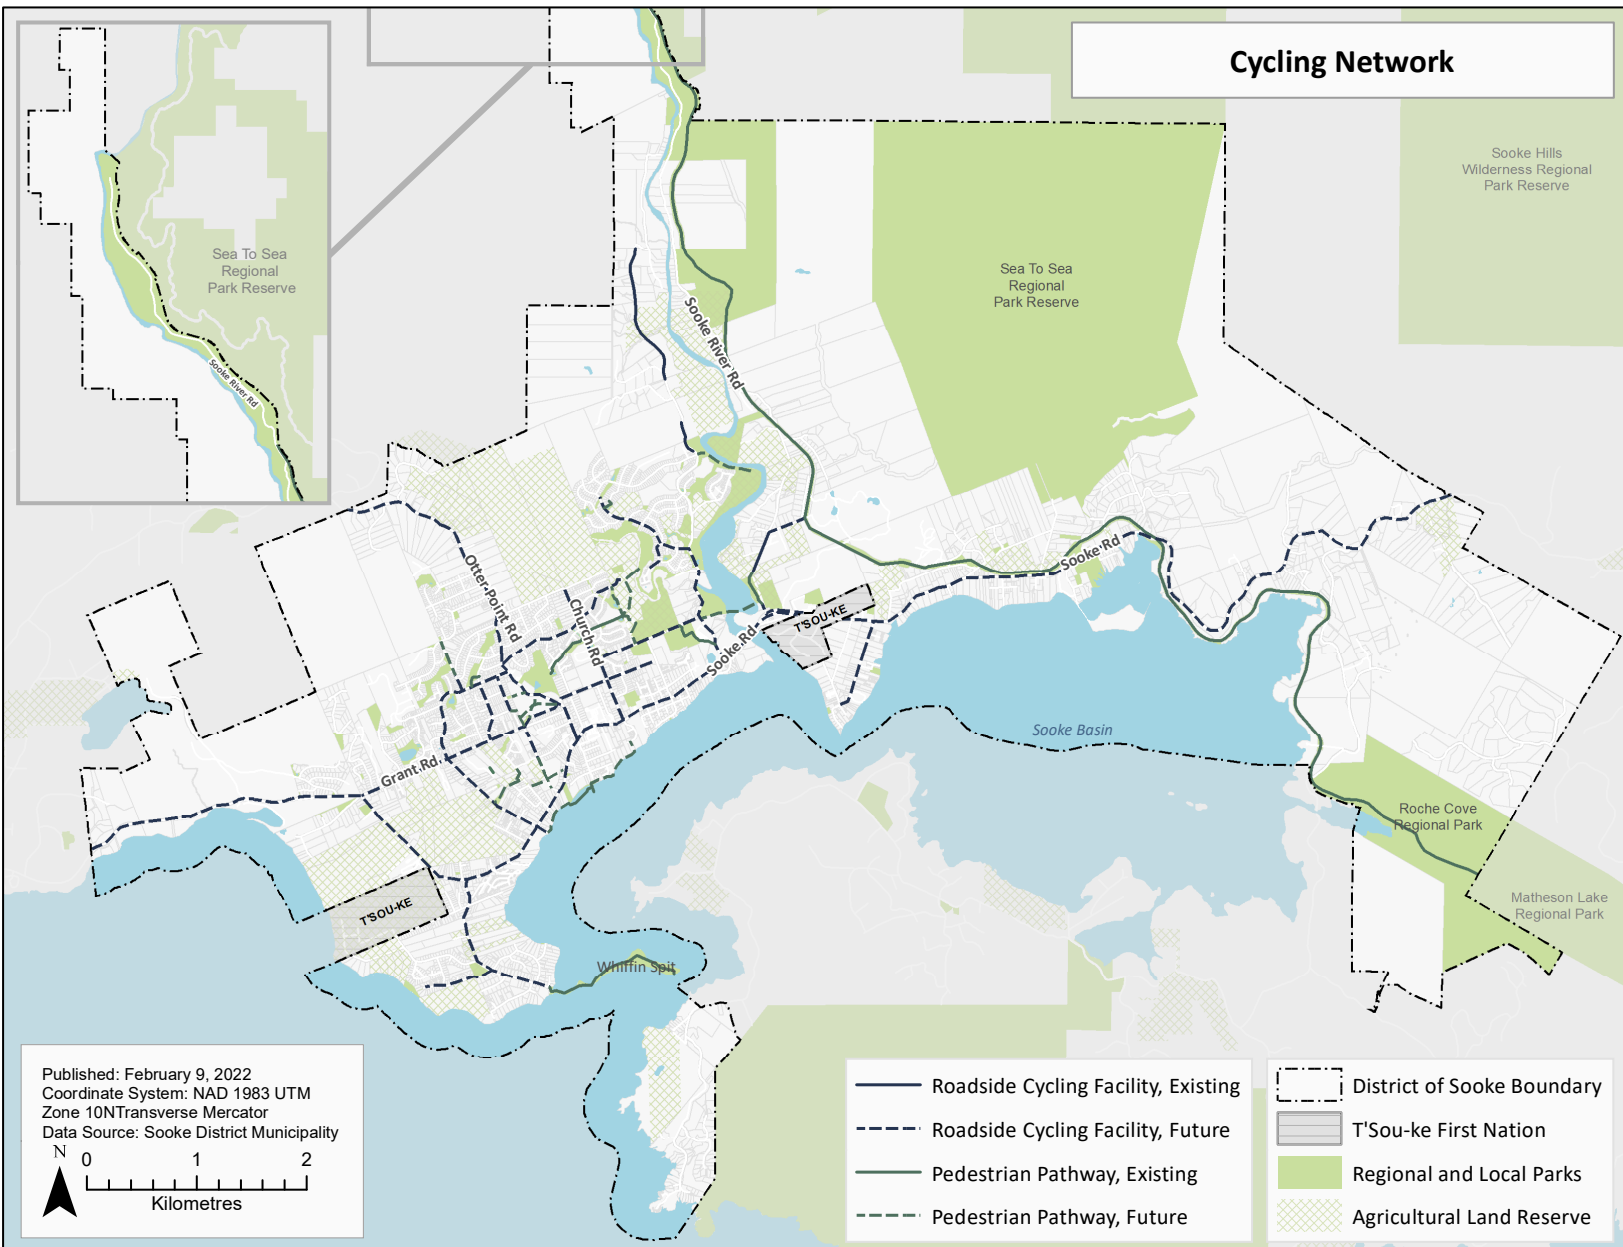 Cycling Network
Sooke Hills
Wilderness Regional
Park Reserve
Sea To Sea
Regional
Park Reserve
Sooke River Rd
Sea To Sea
Regional
Park Reserve
Sooke River Rd
Sooke Rd
Otter Point Rd
Church Rd
T'SOU-KE
Sooke Rd
Sooke Basin
Grant Rd
Roche Cove
Regional Park
Matheson Lake
Regional Park
T'SOU-KE
Whiffin Spit
Published: February 9, 2022
Coordinate System: NAD 1983 UTM
Zone 10NTransverse Mercator
Data Source: Sooke District Municipality
N
0 1 2
Kilometres
Roadside Cycling Facility, Existing
Roadside Cycling Facility, Future
Pedestrian Pathway, Existing
Pedestrian Pathway, Future
District of Sooke Boundary
T'Sou-ke First Nation
Regional and Local Parks
Agricultural Land Reserve